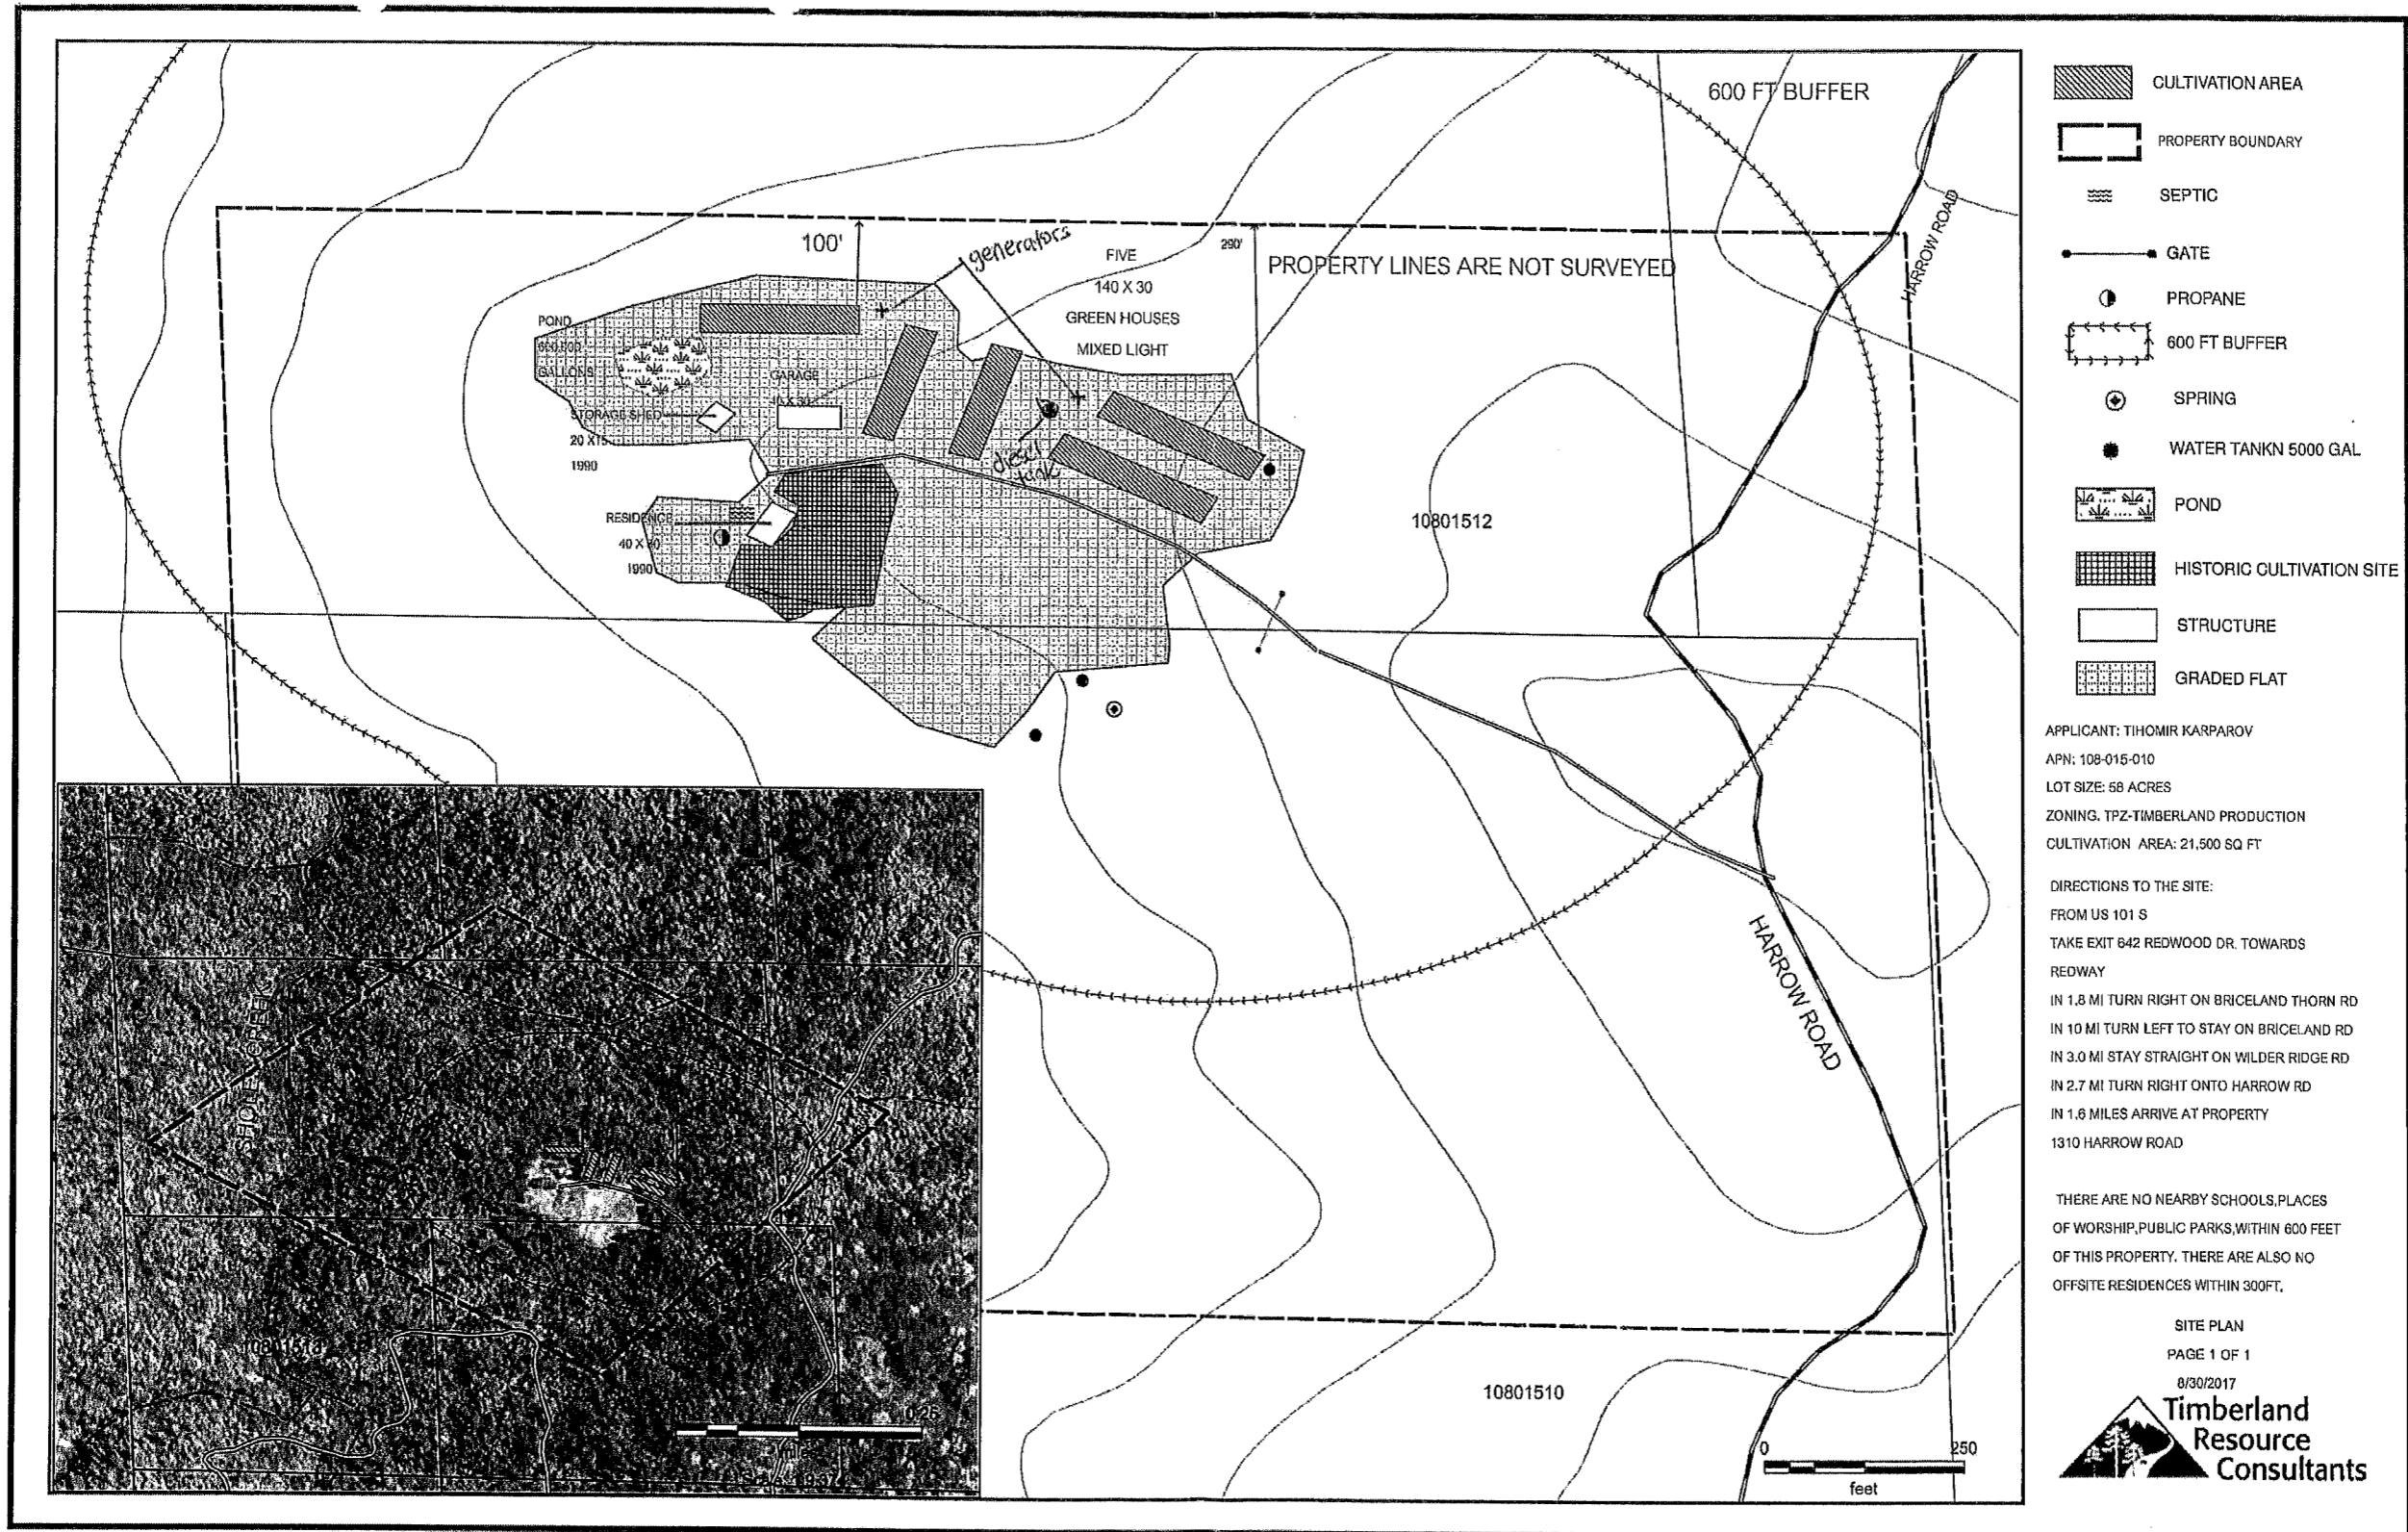 600 FT BUFFER
HARROW ROAD
100'
generators
290'
FIVE
140 X 30
GREEN HOUSES
MIXED LIGHT
PROPERTY LINES ARE NOT SURVEYED
POND
600,000
GALLONS
GARAGE
STORAGE SHED
20 X15
1990
diesel
tank
RESIDENCE
40 X
1990
10801512
HARROW ROAD
10801510
0 250
feet
10801513
0.25
CULTIVATION AREA
PROPERTY BOUNDARY
SEPTIC
GATE
PROPANE
600 FT BUFFER
SPRING
WATER TANKN 5000 GAL
POND
HISTORIC CULTIVATION SITE
STRUCTURE
GRADED FLAT
APPLICANT: TIHOMIR KARPAROV
APN: 108-015-010
LOT SIZE: 58 ACRES
ZONING. TPZ-TIMBERLAND PRODUCTION
CULTIVATION AREA: 21,500 SQ FT
DIRECTIONS TO THE SITE:
FROM US 101 S
TAKE EXIT 642 REDWOOD DR. TOWARDS
REDWAY
IN 1.8 MI TURN RIGHT ON BRICELAND THORN RD
IN 10 MI TURN LEFT TO STAY ON BRICELAND RD
IN 3.0 MI STAY STRAIGHT ON WILDER RIDGE RD
IN 2.7 MI TURN RIGHT ONTO HARROW RD
IN 1.6 MILES ARRIVE AT PROPERTY
1310 HARROW ROAD
THERE ARE NO NEARBY SCHOOLS,PLACES
OF WORSHIP,PUBLIC PARKS,WITHIN 600 FEET
OF THIS PROPERTY. THERE ARE ALSO NO
OFFSITE RESIDENCES WITHIN 300FT.
SITE PLAN
PAGE 1 OF 1
8/30/2017
Timberland
Resource
Consultants